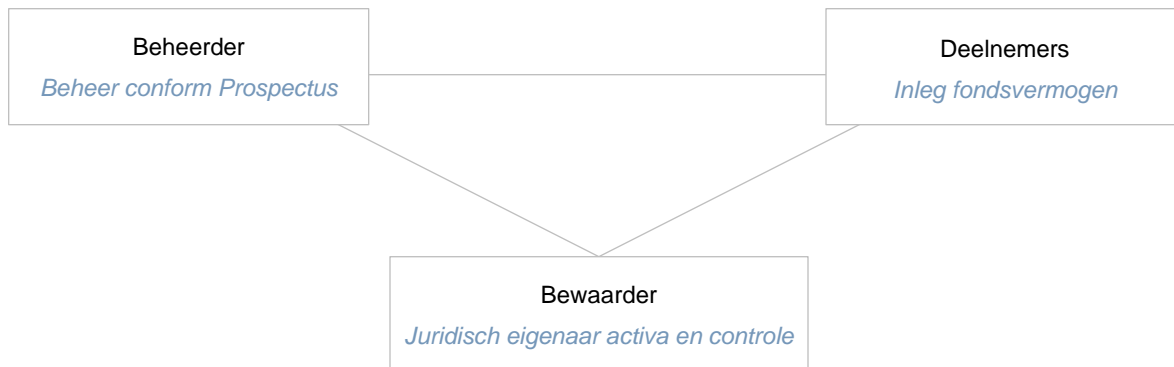 Beheerder
Beheer conform Prospectus
Deelnemers
Inleg fondsvermogen
Bewaarder
Juridisch eigenaar activa en controle